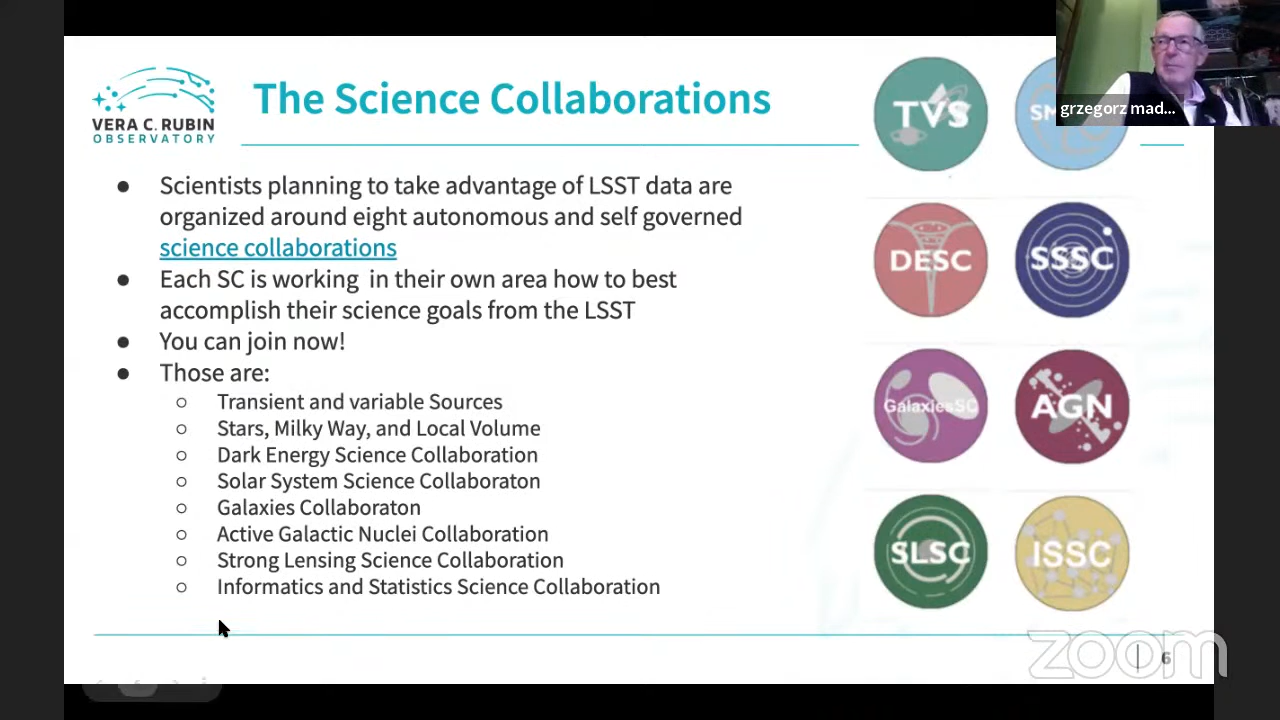 VERA C. RUBIN
OBSERVATORY
The Science Collaborations
● Scientists planning to take advantage of LSST data are
organized around eight autonomous and self governed
science collaborations
● Each SC is working in their own area how to best
accomplish their science goals from the LSST
● You can join now!
● Those are:
○ Transient and variable Sources
○ Stars, Milky Way, and Local Volume
○ Dark Energy Science Collaboration
○ Solar System Science Collaboraton
○ Galaxies Collaboraton
○ Active Galactic Nuclei Collaboration
○ Strong Lensing Science Collaboration
○ Informatics and Statistics Science Collaboration
TVS
SM
grzegorz mad...
DESC
SSSC
GalaxiesSC
AGN
SLSC
ISSC
zoom
6